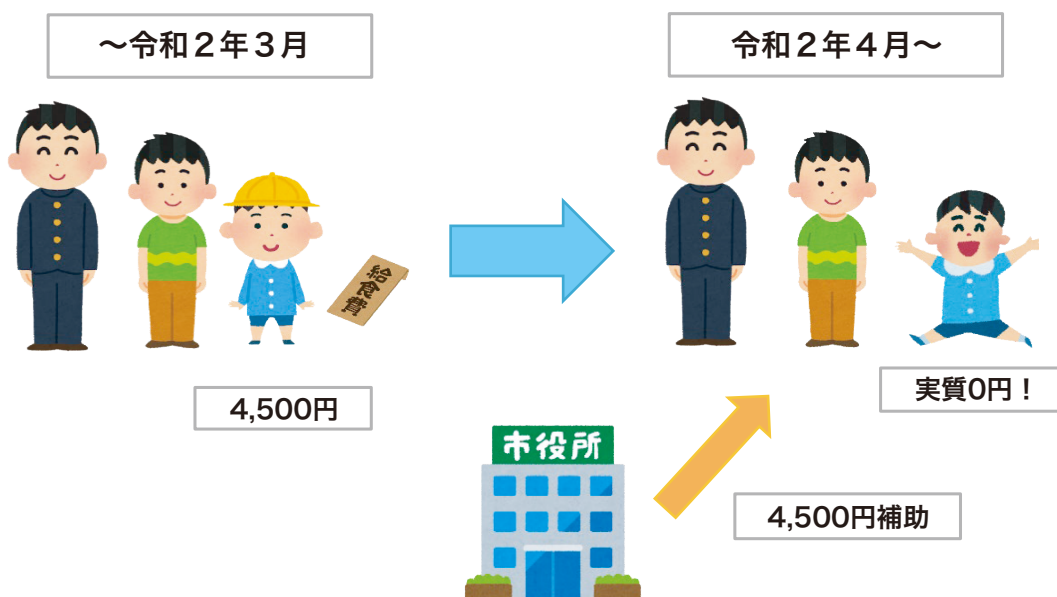 ～令和２年３月
令和２年４月～
給食費
4,500円
実質0円！
市役所
4,500円補助